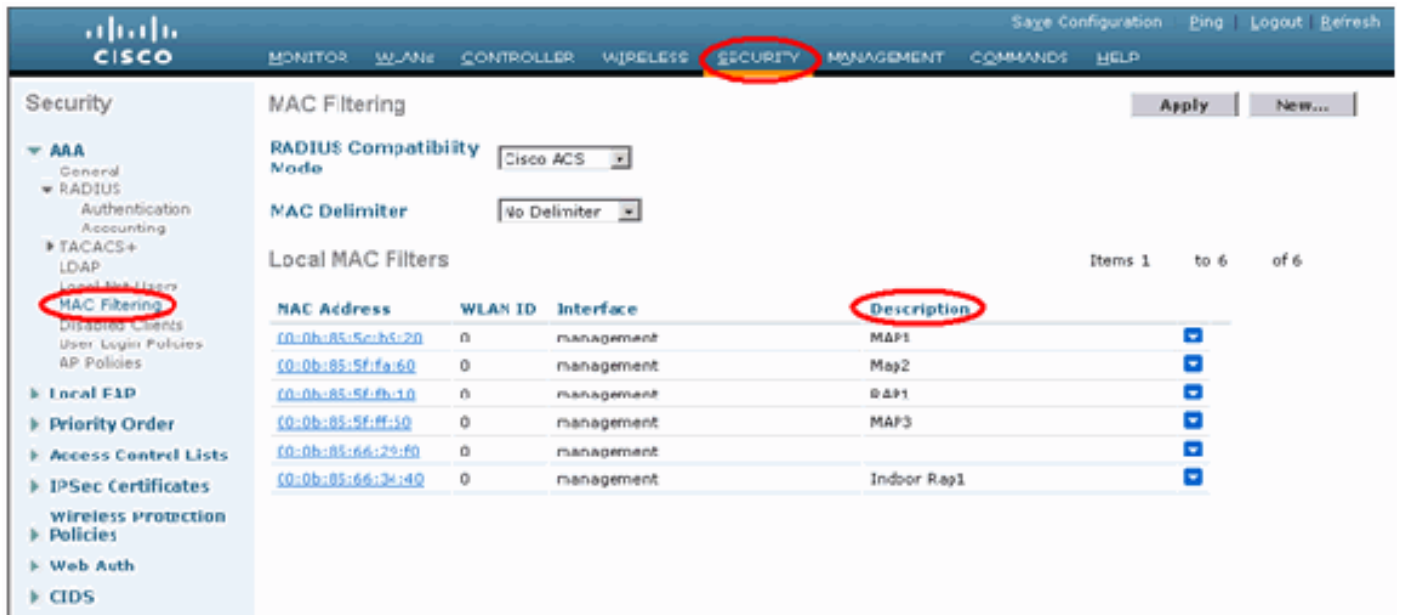 Save Configuration | Ping | Logout | Refresh
CISCO
MONITOR WLANs CONTROLLER WIRELESS SECURITY MANAGEMENT COMMANDS HELP
Security
MAC Filtering
Apply
New...
AAA
General
RADIUS
Authentication
Accounting
TACACS+
LDAP
Local Net Users
MAC Filtering
Disabled Clients
User Login Policies
AP Policies
Local EAP
Priority Order
Access Control Lists
IPSec Certificates
Wireless Protection
Policies
Web Auth
CIDS
RADIUS Compatibility
Mode
Cisco ACS
MAC Delimiter
No Delimiter
Local MAC Filters
Items 1 to 6 of 6
MAC Address WLAN ID Interface Description
00:0b:85:5c:b5:20 0 management MAP1
00:0b:85:5f:fa:60 0 management Map2
00:0b:85:5f:fb:10 0 management RAP1
00:0b:85:5f:ff:50 0 management MAP3
00:0b:85:66:29:f0 0 management
0 management Indoor Rap1